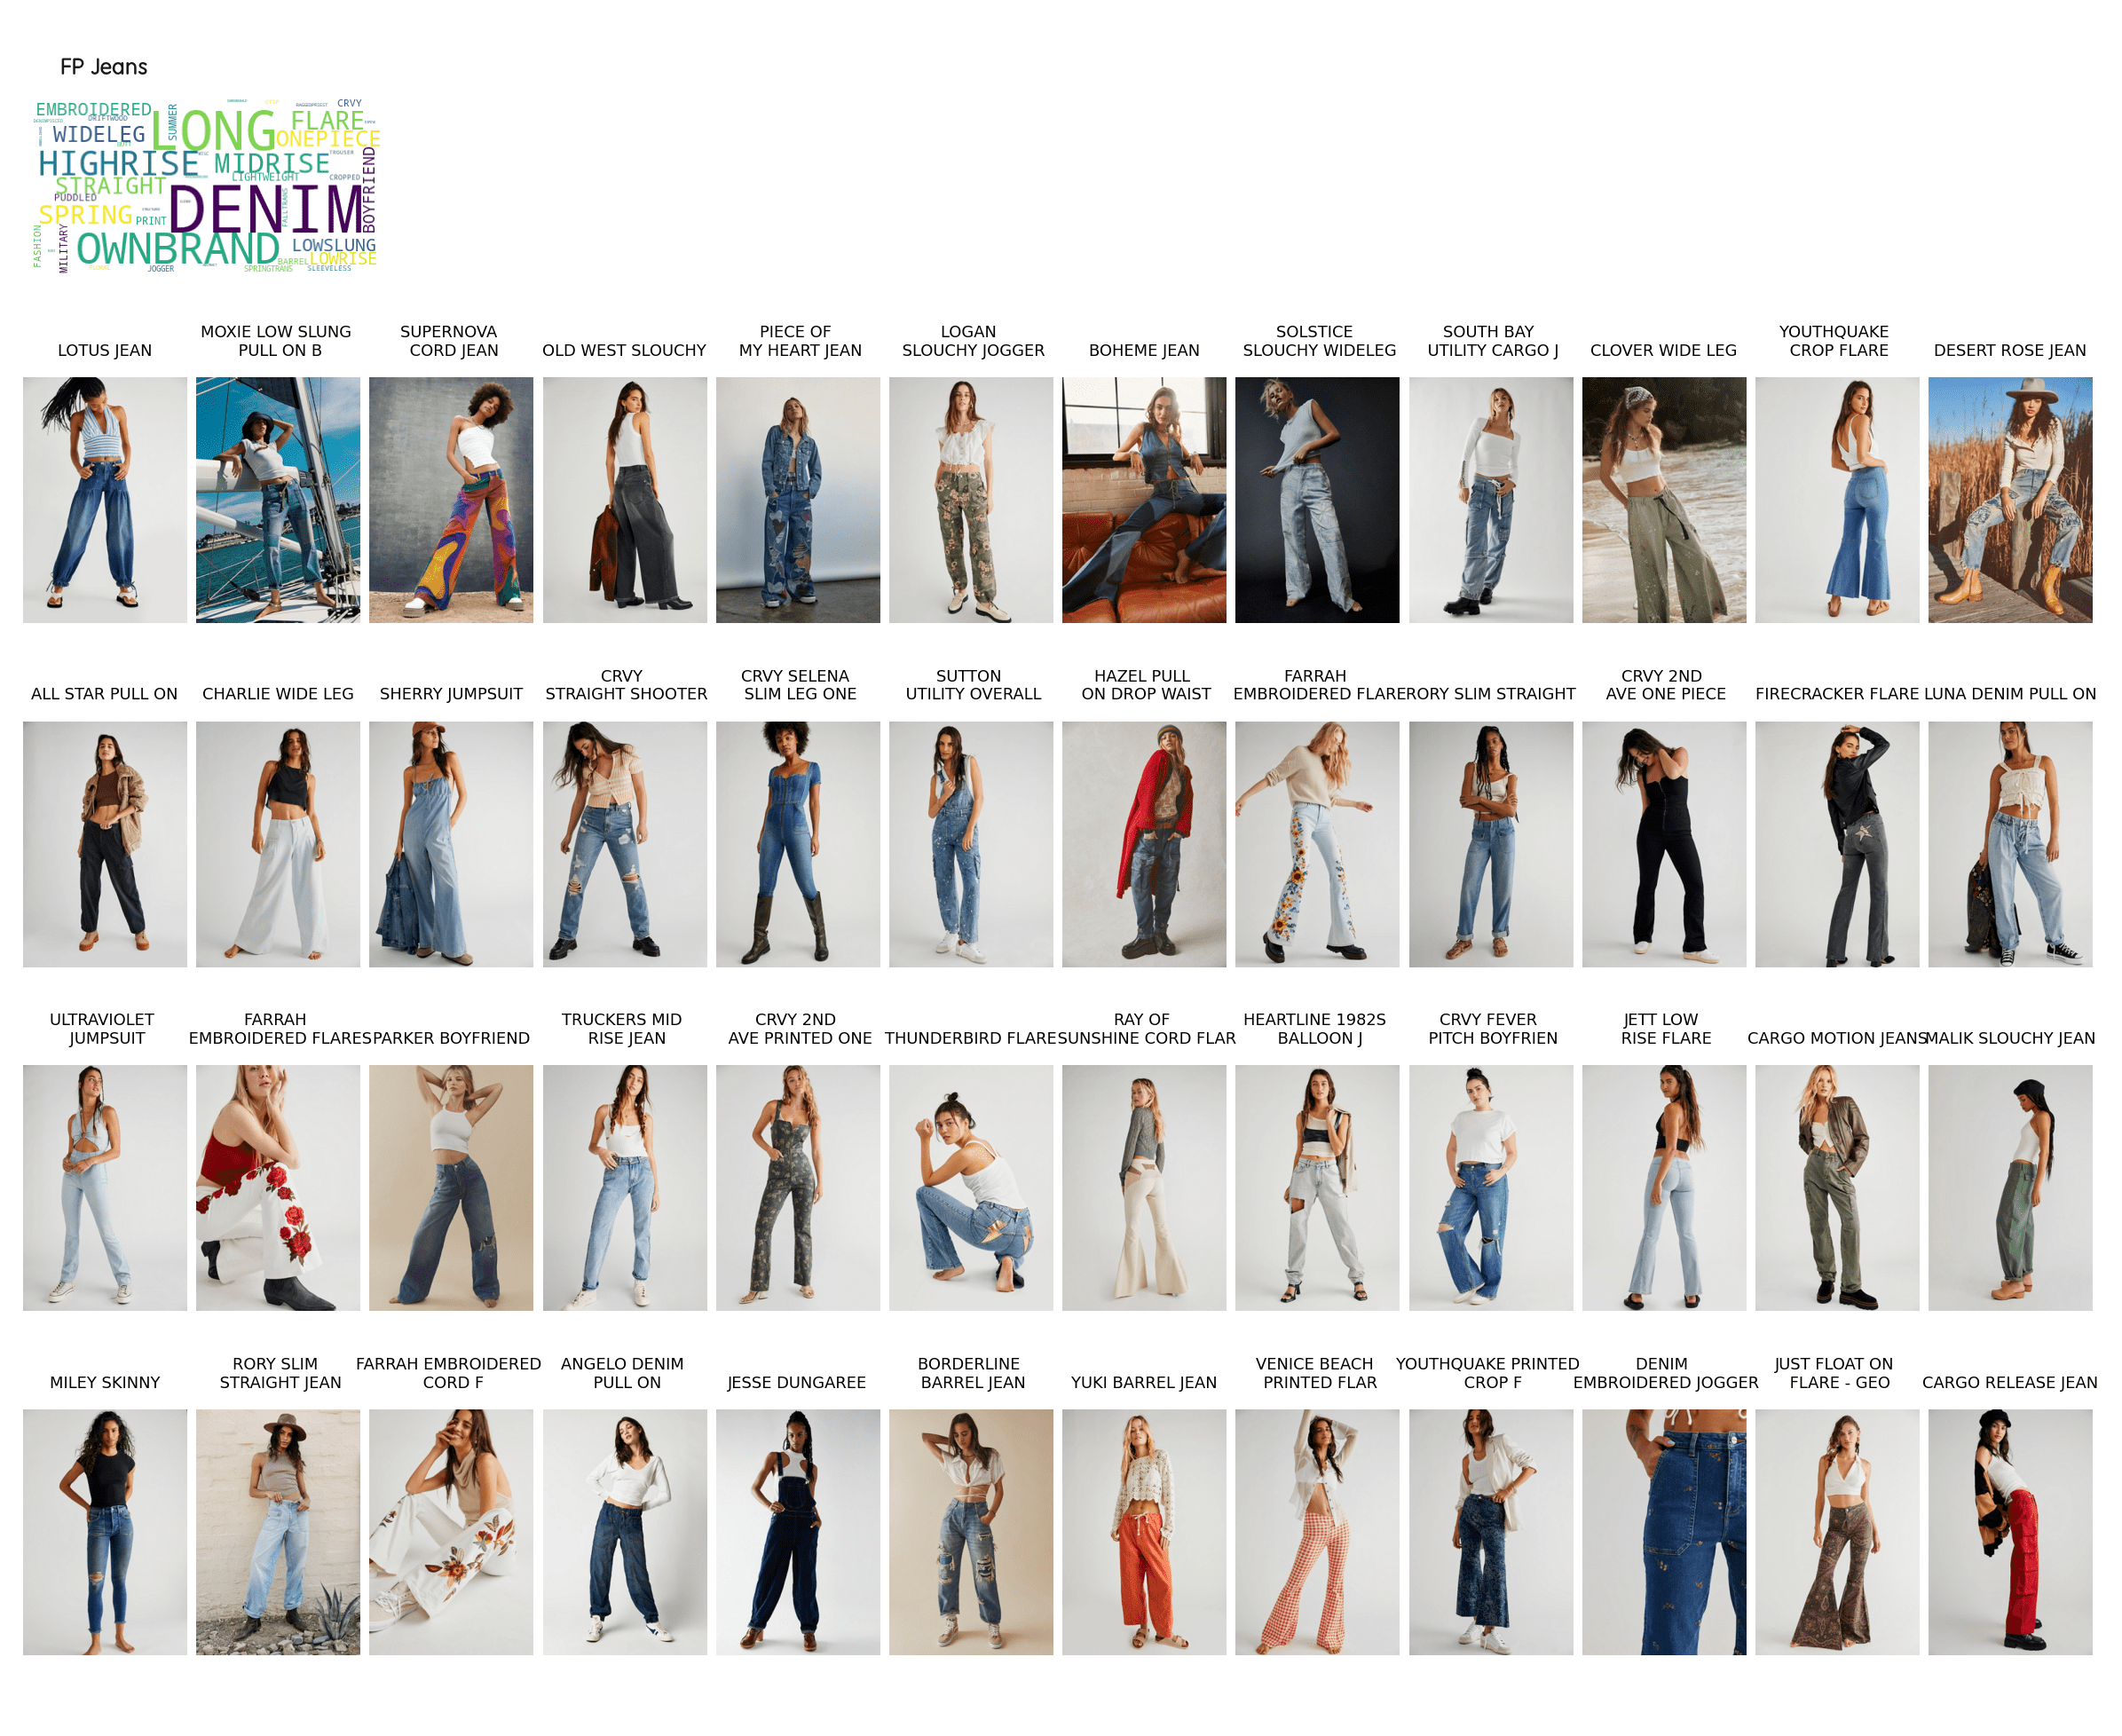 FP Jeans
EMBROIDERED
DRIFTWOOD
SUMMER
LONG
CRVY
FLARE
WIDELEG
ONEPIECE
HIGHRISE
MIDRISE
TROUSER
STRAIGHT
LIGHTWEIGHT
CROPPED
BOYFRIEND
PUDDLED
SPRING
PRINT
DENIM
FALLTRANS
FASHION
MILITARY
OWNBRAND
LOWSLUNG
BARREL
LOWRISE
JOGGER
SPRINGTRANS
SLEEVELESS
LOTUS JEAN
MOXIE LOW SLUNG
PULL ON B
SUPERNOVA
CORD JEAN
OLD WEST SLOUCHY
PIECE OF
MY HEART JEAN
LOGAN
SLOUCHY JOGGER
BOHEME JEAN
SOLSTICE
SLOUCHY WIDELEG
SOUTH BAY
UTILITY CARGO J
CLOVER WIDE LEG
YOUTHQUAKE
CROP FLARE
DESERT ROSE JEAN
ALL STAR PULL ON
CHARLIE WIDE LEG
SHERRY JUMPSUIT
CRVY
STRAIGHT SHOOTER
CRVY SELENA
SLIM LEG ONE
SUTTON
UTILITY OVERALL
HAZEL PULL
ON DROP WAIST
FARRAH
EMBROIDERED FLARE
RORY SLIM STRAIGHT
CRVY 2ND
AVE ONE PIECE
FIRECRACKER FLARE
LUNA DENIM PULL ON
ULTRAVIOLET
JUMPSUIT
FARRAH
EMBROIDERED FLARES
PARKER BOYFRIEND
TRUCKERS MID
RISE JEAN
CRVY 2ND
AVE PRINTED ONE
THUNDERBIRD FLARE
RAY OF
SUNSHINE CORD FLAR
HEARTLINE 1982S
BALLOON J
CRVY FEVER
PITCH BOYFRIEN
JETT LOW
RISE FLARE
CARGO MOTION JEANS
MALIK SLOUCHY JEAN
MILEY SKINNY
RORY SLIM
STRAIGHT JEAN
FARRAH EMBROIDERED
CORD F
ANGELO DENIM
PULL ON
JESSE DUNGAREE
BORDERLINE
BARREL JEAN
YUKI BARREL JEAN
VENICE BEACH
PRINTED FLAR
YOUTHQUAKE PRINTED
CROP F
DENIM
EMBROIDERED JOGGER
JUST FLOAT ON
FLARE - GEO
CARGO RELEASE JEAN